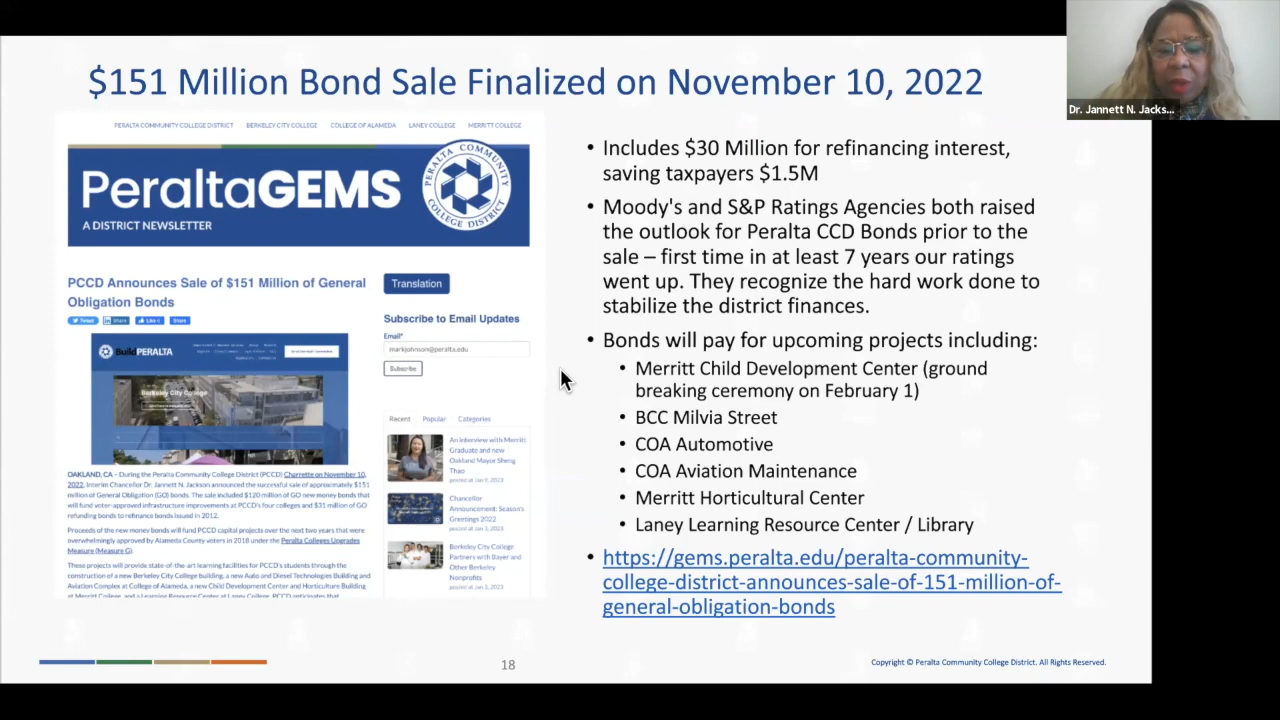 $151 Million Bond Sale Finalized on November 10, 2022
Dr. Jannett N. Jacks...
PERALTA COMMUNITY COLLEGE DISTRICT BERKELEY CITY COLLEGE COLLEGE OF ALAMEDA LANEY COLLEGE MERRITT COLLEGE
PeraltaGEMS
A DISTRICT NEWSLETTER
PERALTA COMMUNITY COLLEGE DISTRICT
PCCD Announces Sale of $151 Million of General
Obligation Bonds
Tweet Share Like Share
BuildPERALTA
Berkeley City College
OAKLAND, CA – During the Peralta Community College District (PCCD) Charrette on November 10,
2022, Interim Chancellor Dr. Jannett N. Jackson announced the successful sale of approximately $151
million of General Obligation (GO) bonds. The sale included $120 million of GO new money bonds that
will fund voter-approved infrastructure improvements at PCCD's four colleges and $31 million of GO
refunding bonds to refinance bonds issued in 2012.
Proceeds of the new money bonds will fund PCCD capital projects over the next two years that were
overwhelmingly approved by Alameda County voters in 2018 under the Peralta Colleges Upgrades
Measure (Measure G).
These projects will provide state-of-the-art learning facilities for PCCD's students through the
construction of a new Berkeley City College building, a new Auto and Diesel Technologies Building and
Aviation Complex at College of Alameda, a new Child Development Center and Horticulture Building
at Merritt College, and a Learning Resource Center at Laney College. PCCD anticipates that
Translation
Subscribe to Email Updates
Email*
markjohnson@peralta.edu
Subscribe
Recent Popular Categories
An interview with Merritt
Graduate and new
Oakland Mayor Sheng
Thao
posted at Jan 9, 2023
Chancellor
Announcement: Season's
Greetings 2022
posted at Jan 3, 2023
Berkeley City College
Partners with Bayer and
Other Berkeley
Nonprofits
posted at Jan 3, 2023
• Includes $30 Million for refinancing interest,
saving taxpayers $1.5M
• Moody's and S&P Ratings Agencies both raised
the outlook for Peralta CCD Bonds prior to the
sale – first time in at least 7 years our ratings
went up. They recognize the hard work done to
stabilize the district finances.
• Bonds will pay for upcoming projects including:
• Merritt Child Development Center (ground
breaking ceremony on February 1)
• BCC Milvia Street
• COA Automotive
• COA Aviation Maintenance
• Merritt Horticultural Center
• Laney Learning Resource Center / Library
• https://gems.peralta.edu/peralta-community-
college-district-announces-sale-of-151-million-of-
general-obligation-bonds
18
Copyright © Peralta Community College District. All Rights Reserved.